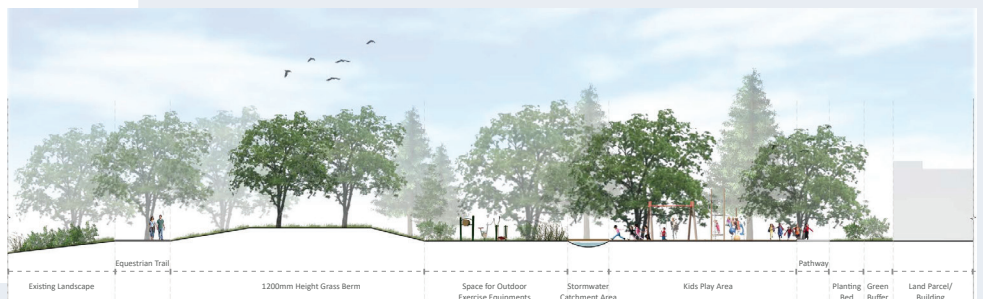 Equestrian Trail
Pathway
Existing Landscape
1200mm Height Grass Berm
Space for Outdoor
Exercise Equipments
Stormwater
Catchment Area
Kids Play Area
Planting
Bed
Green
Buffer
Land Parcel/
Building